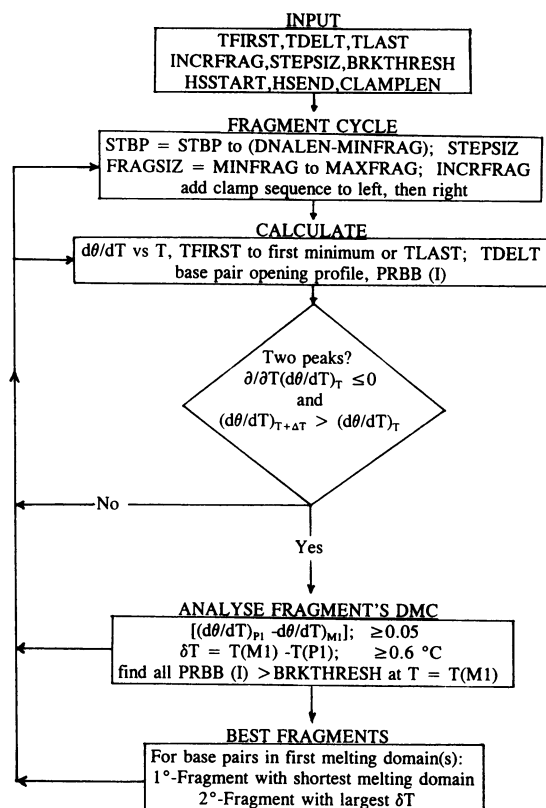 INPUT
TFIRST,TDELT,TLAST
INCRFRAG,STEPSIZ,BRKTHRESH
HSSTART,HSEND,CLAMPLEN
FRAGMENT CYCLE
STBP = STBP to (DNALEN-MINFRAG); STEPSIZ
FRAGSIZ = MINFRAG to MAXFRAG; INCRFRAG
add clamp sequence to left, then right
CALCULATE
dθ/dT vs T, TFIRST to first minimum or TLAST; TDELT
base pair opening profile, PRBB (I)
Two peaks?
∂/∂T(dθ/dT)_T ≤0
and
(dθ/dT)_{T+ΔT} > (dθ/dT)_T
No
Yes
ANALYSE FRAGMENT'S DMC
[(dθ/dT)_{P1} -dθ/dT)_{M1}]; ≥0.05
δT = T(M1) -T(P1); ≥0.6 °C
find all PRBB (I) >BRKTHRESH at T = T(M1)
BEST FRAGMENTS
For base pairs in first melting domain(s):
1°-Fragment with shortest melting domain
2°-Fragment with largest δT